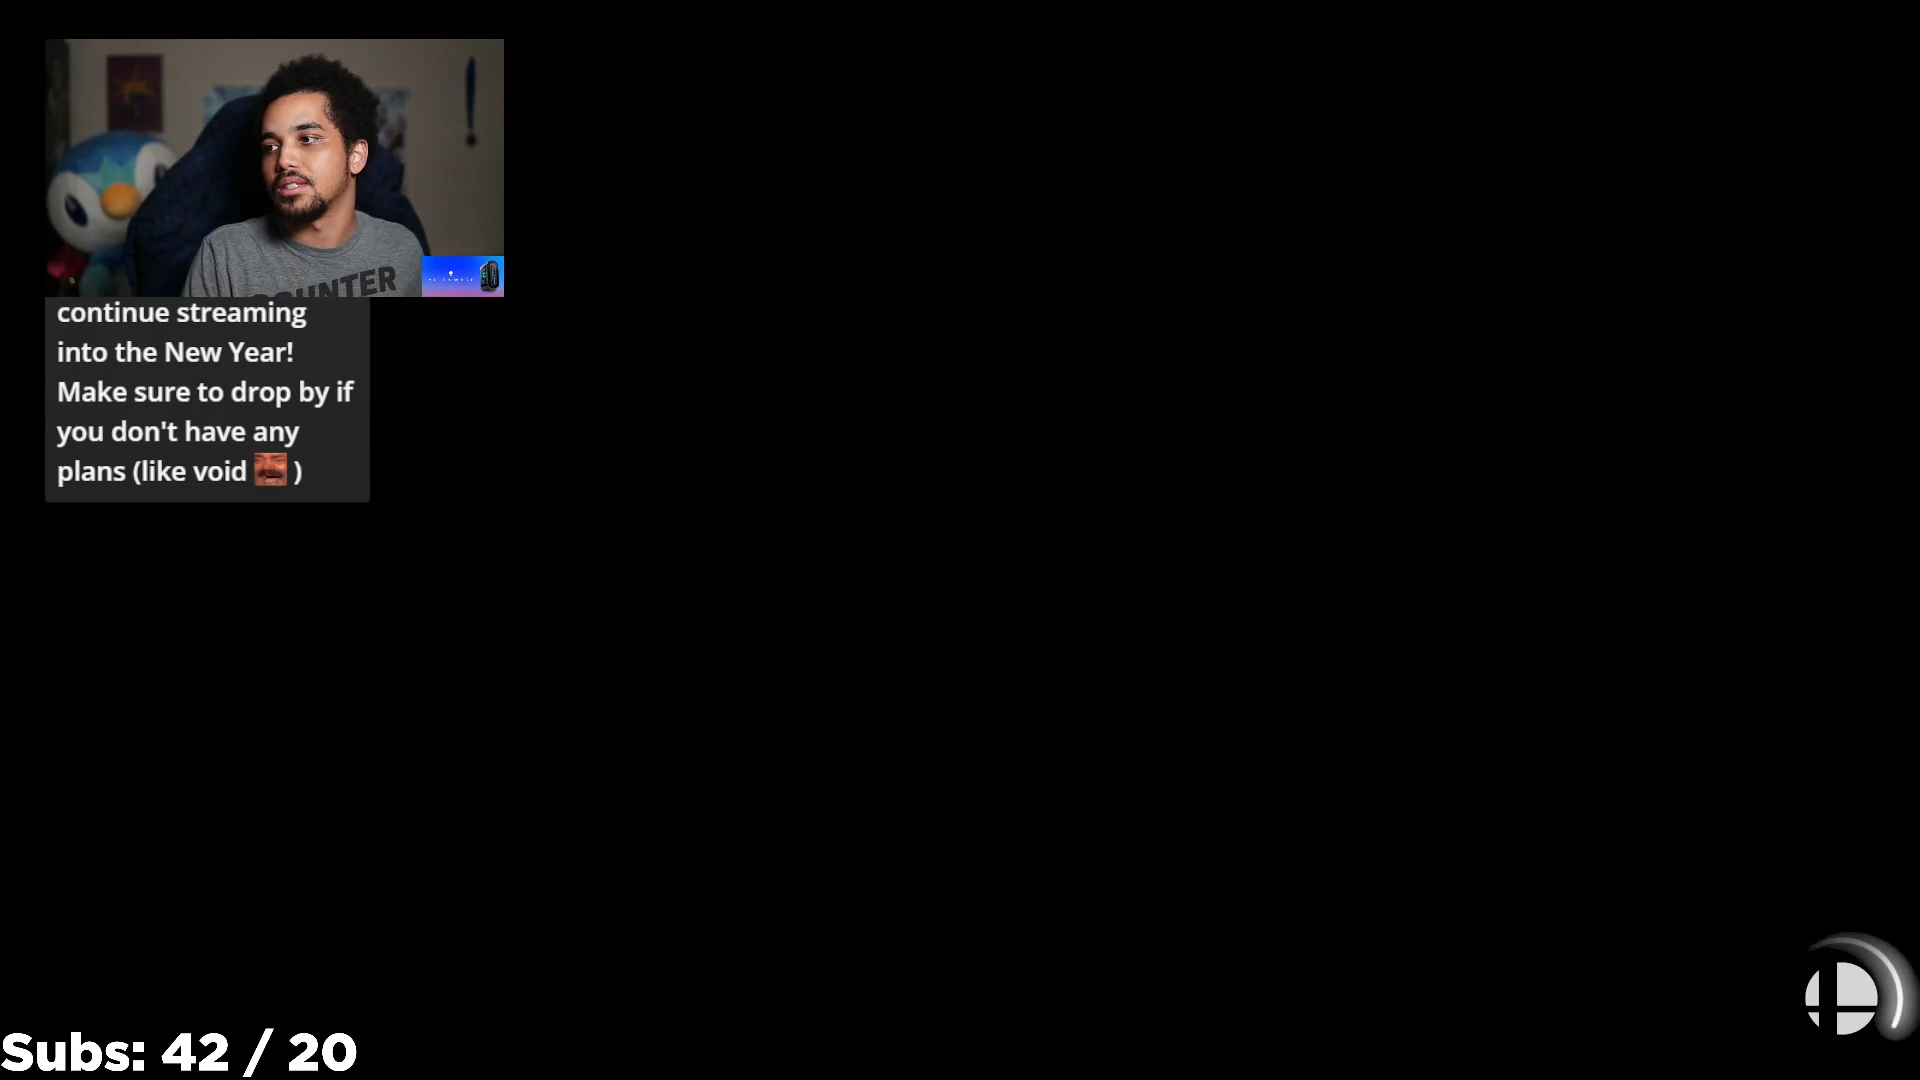 COUNTER
continue streaming
into the New Year!
Make sure to drop by if
you don't have any
plans (like void )
Subs: 42 / 20